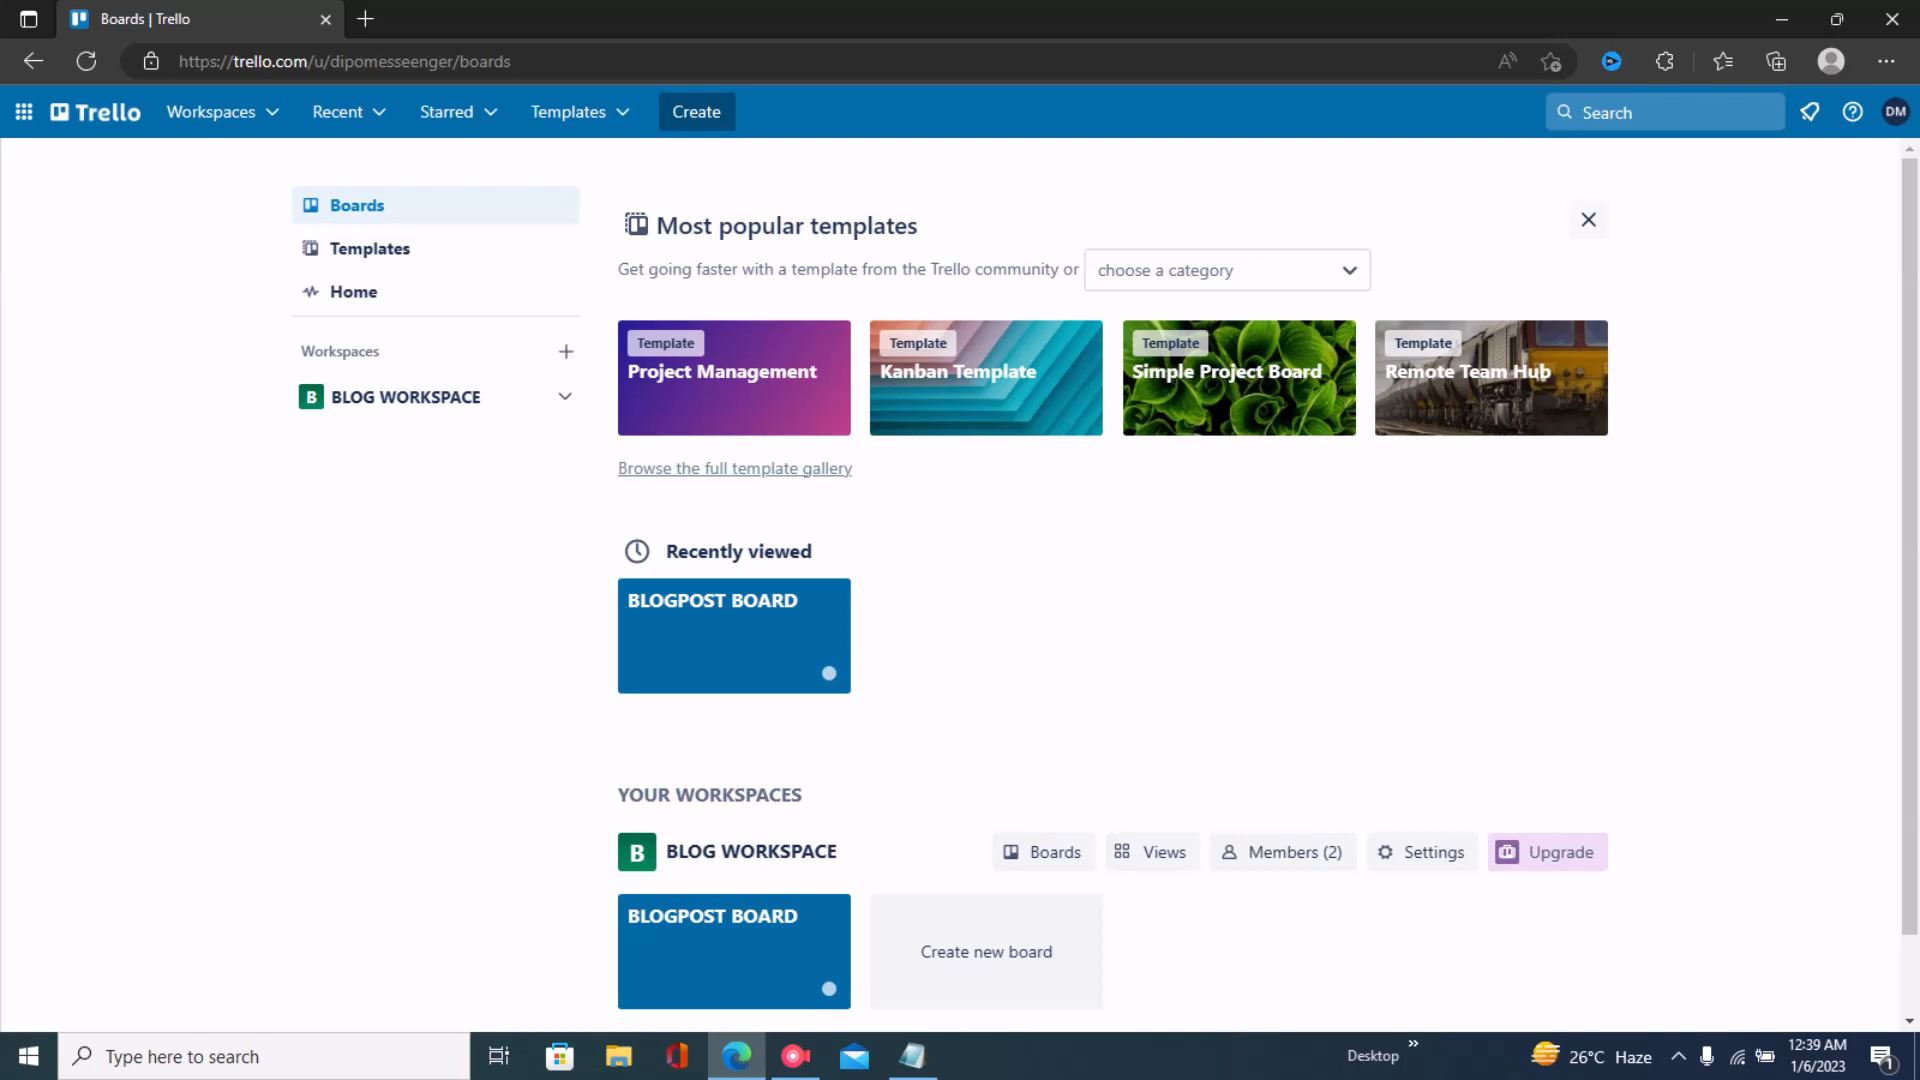 Boards | Trello
https://trello.com/u/dipomesseenger/boards
Trello Workspaces Recent Starred Templates Create Search DM
Boards
Templates
Home
Workspaces
B BLOG WORKSPACE
Most popular templates
Get going faster with a template from the Trello community or choose a category
Template
Project Management
Template
Kanban Template
Template
Simple Project Board
Template
Remote Team Hub
Browse the full template gallery
Recently viewed
BLOGPOST BOARD
YOUR WORKSPACES
B BLOG WORKSPACE Boards Views Members (2) Settings Upgrade
BLOGPOST BOARD
Create new board
Type here to search
Desktop
26°C Haze
12:39 AM
1/6/2023
1